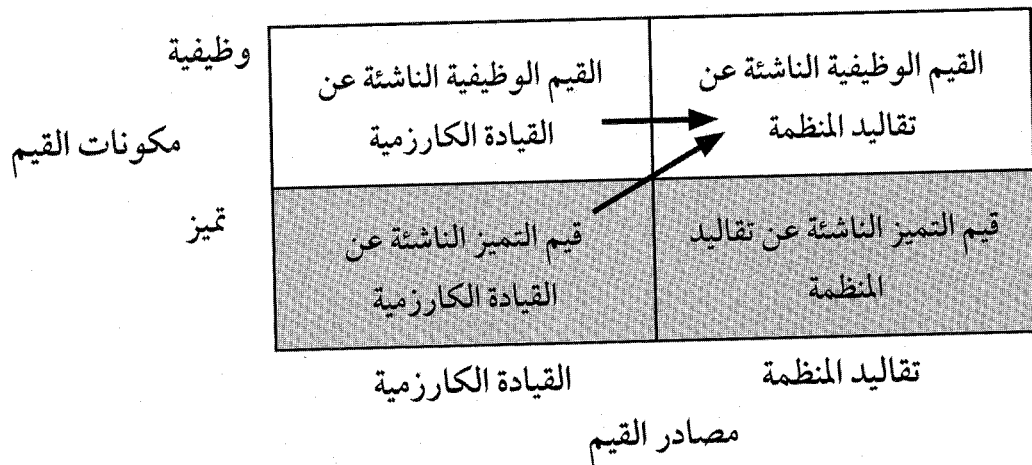 وظيفية
مكونات القيم
تميز
القيم الوظيفية الناشئة عن
تقاليد المنظمة
القيم الوظيفية الناشئة عن
القيادة الكارزمية
قيم التميز الناشئة عن تقاليد
المنظمة
قيم التميز الناشئة عن
القيادة الكارزمية
تقاليد المنظمة
القيادة الكارزمية
مصادر القيم